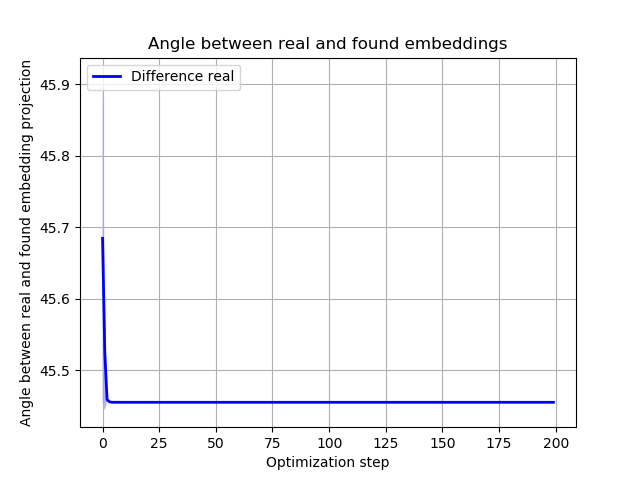 Angle between real and found embeddings
Difference real
Angle between real and found embedding projection
45.9
45.8
45.7
45.6
45.5
0 25 50 75 100 125 150 175 200
Optimization step